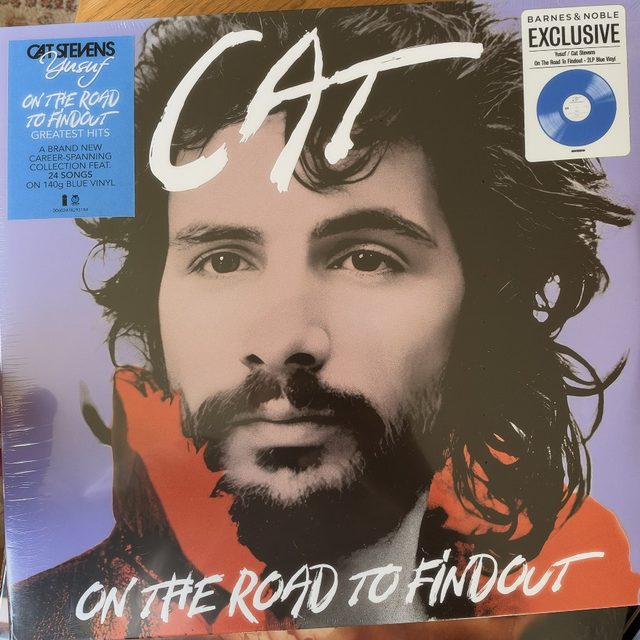 CAT
CAT STEVENS
Yusuf
ON THE ROAD
TO FINDOUT
GREATEST HITS
A BRAND NEW
CAREER-SPANNING
COLLECTION FEAT.
24 SONGS
ON 140g BLUE VINYL
BARNES & NOBLE
EXCLUSIVE
Yusuf / Cat Stevens
On The Road To Findout - 2LP Blue Vinyl
ON THE ROAD TO FINDOUT